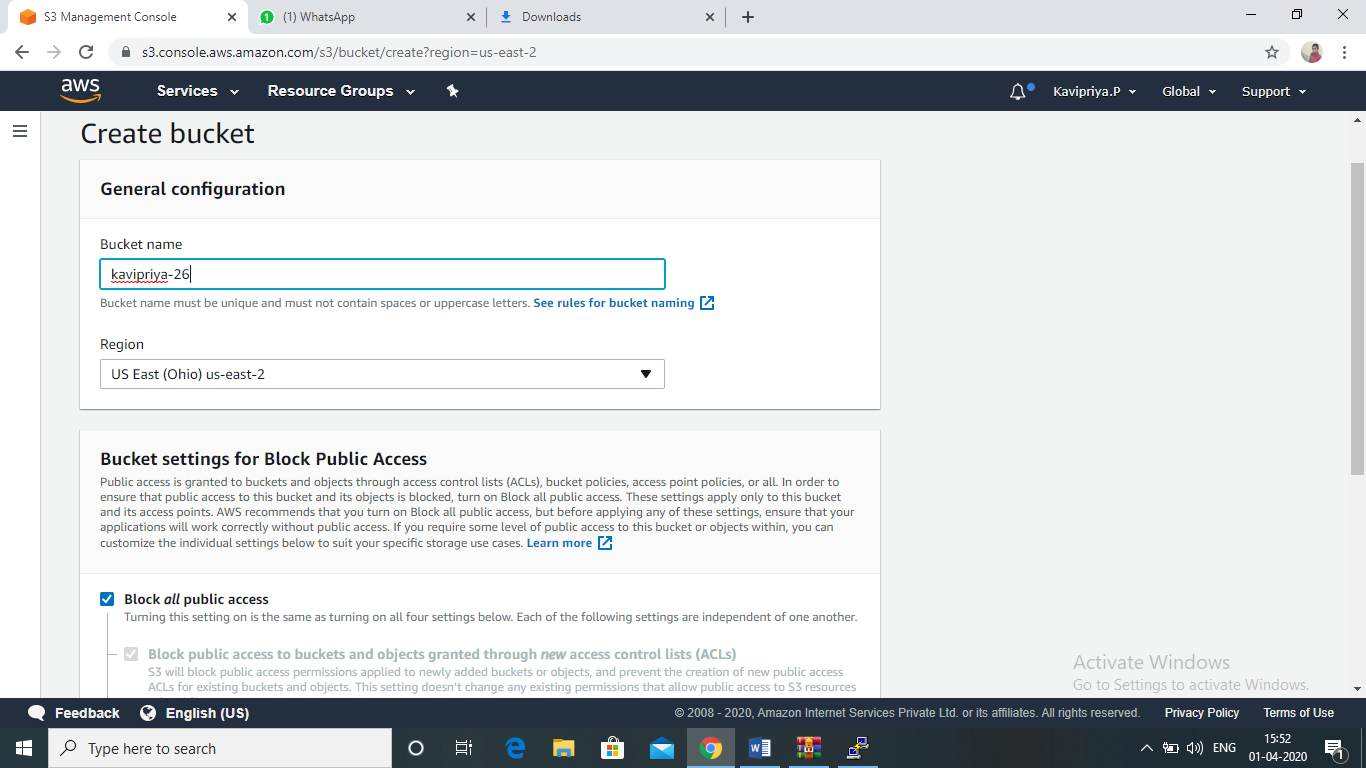 S3 Management Console
(1) WhatsApp
Downloads
s3.console.aws.amazon.com/s3/bucket/create?region=us-east-2
aws Services Resource Groups Kavipriya.P Global Support
Create bucket
General configuration
Bucket name
kavipriya-26
Bucket name must be unique and must not contain spaces or uppercase letters. See rules for bucket naming
Region
US East (Ohio) us-east-2
Bucket settings for Block Public Access
Public access is granted to buckets and objects through access control lists (ACLs), bucket policies, access point policies, or all. In order to
ensure that public access to this bucket and its objects is blocked, turn on Block all public access. These settings apply only to this bucket
and its access points. AWS recommends that you turn on Block all public access, but before applying any of these settings, ensure that your
applications will work correctly without public access. If you require some level of public access to this bucket or objects within, you can
customize the individual settings below to suit your specific storage use cases. Learn more
Block all public access
Turning this setting on is the same as turning on all four settings below. Each of the following settings are independent of one another.
Block public access to buckets and objects granted through new access control lists (ACLs)
S3 will block public access permissions applied to newly added buckets or objects, and prevent the creation of new public access
ACLs for existing buckets and objects. This setting doesn't change any existing permissions that allow public access to S3 resources
Activate Windows
Go to Settings to activate Windows.
Feedback English (US) © 2008 - 2020, Amazon Internet Services Private Ltd. or its affiliates. All rights reserved. Privacy Policy Terms of Use
Type here to search
ENG
15:52
01-04-2020
1